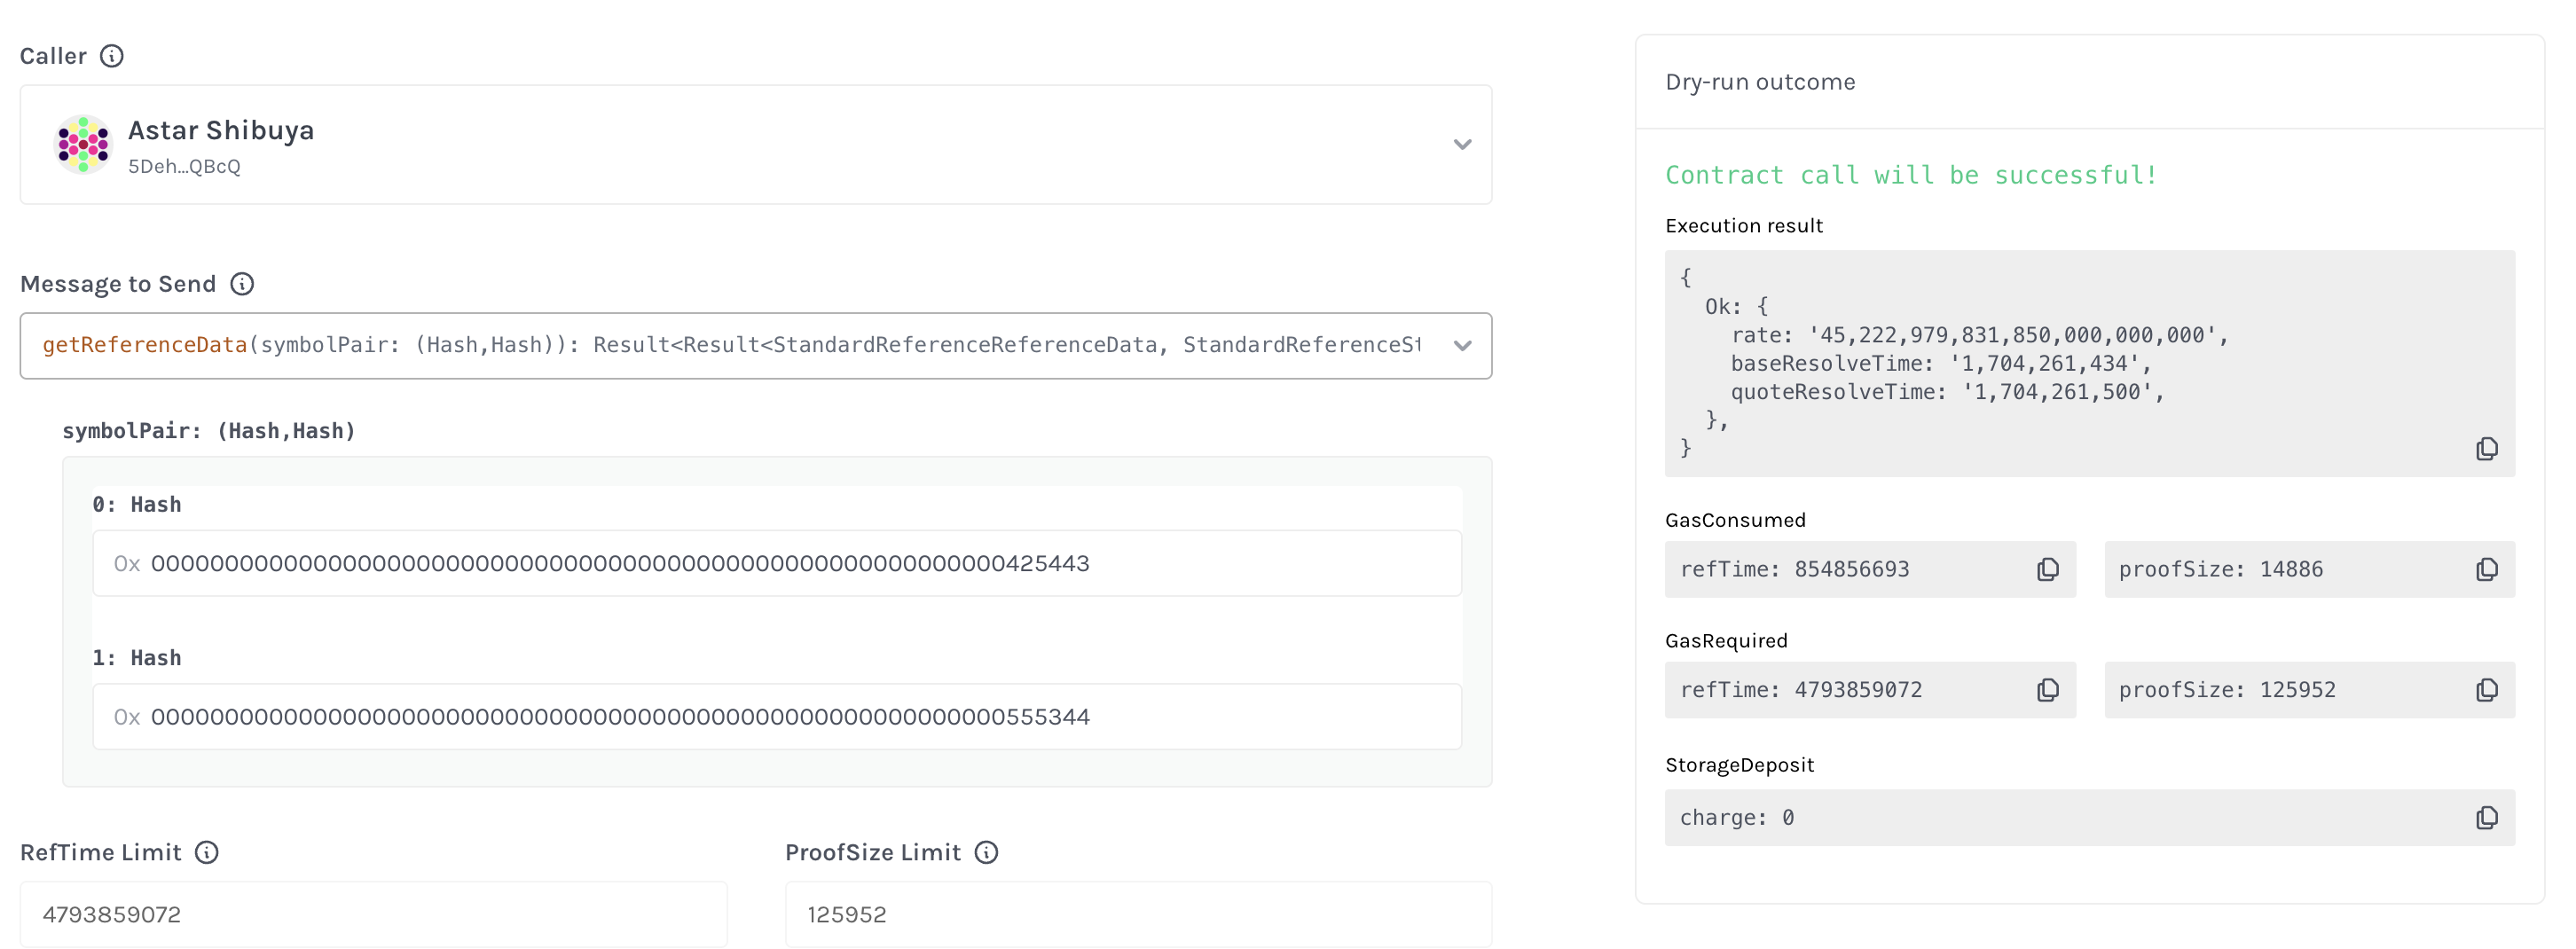 Caller
Astar Shibuya
5Deh...QBcQ
Message to Send
getReferenceData(symbolPair: (Hash,Hash)): Result<Result<StandardReferenceReferenceData, StandardReferenceSt
symbolPair: (Hash,Hash)
0: Hash
0x 0000000000000000000000000000000000000000000000000000000000425443
1: Hash
0x 0000000000000000000000000000000000000000000000000000000000555344
RefTime Limit
ProofSize Limit
4793859072
125952
Dry-run outcome
Contract call will be successful!
Execution result
{
Ok: {
rate: '45,222,979,831,850,000,000,000',
baseResolveTime: '1,704,261,434',
quoteResolveTime: '1,704,261,500',
},
}
GasConsumed
refTime: 854856693
proofSize: 14886
GasRequired
refTime: 4793859072
proofSize: 125952
StorageDeposit
charge: 0